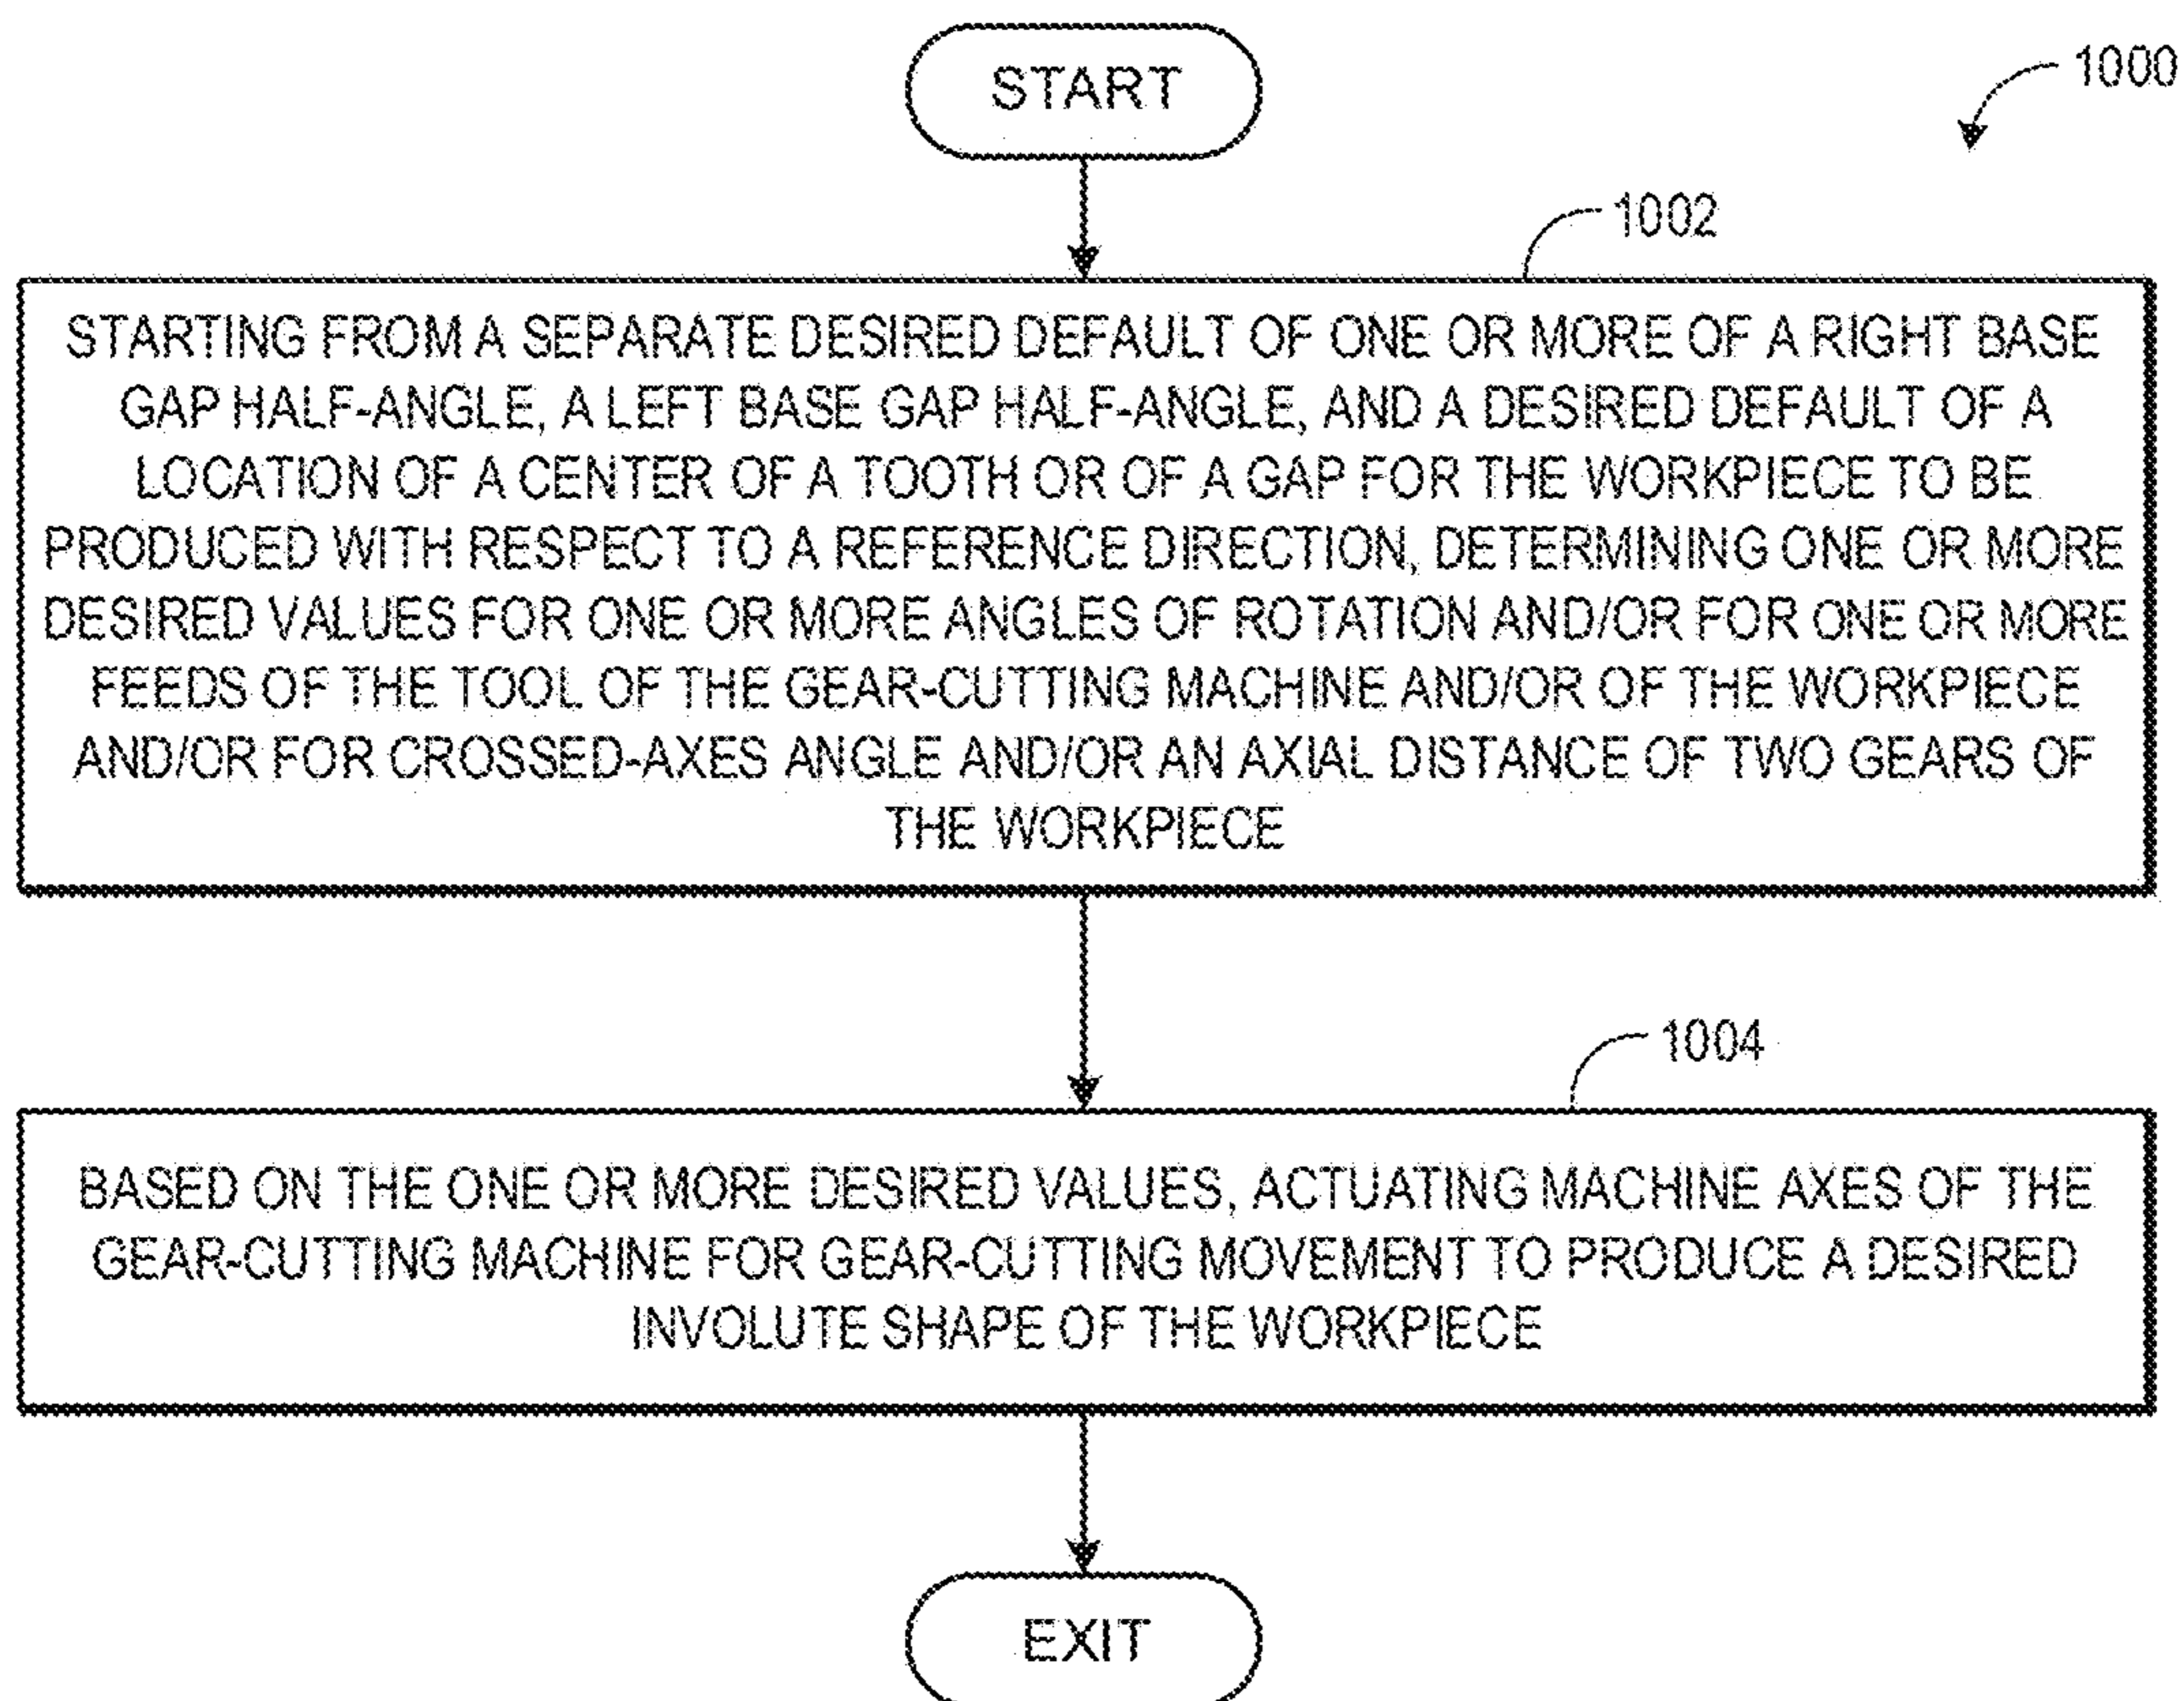 START
1000
1002
STARTING FROM A SEPARATE DESIRED DEFAULT OF ONE OR MORE OF A RIGHT BASE
GAP HALF-ANGLE, A LEFT BASE GAP HALF-ANGLE, AND A DESIRED DEFAULT OF A
LOCATION OF A CENTER OF A TOOTH OR OF A GAP FOR THE WORKPIECE TO BE
PRODUCED WITH RESPECT TO A REFERENCE DIRECTION, DETERMINING ONE OR MORE
DESIRED VALUES FOR ONE OR MORE ANGLES OF ROTATION AND/OR FOR ONE OR MORE
FEEDS OF THE TOOL OF THE GEAR-CUTTING MACHINE AND/OR OF THE WORKPIECE
AND/OR FOR CROSSED-AXES ANGLE AND/OR AN AXIAL DISTANCE OF TWO GEARS OF
THE WORKPIECE
1004
BASED ON THE ONE OR MORE DESIRED VALUES, ACTUATING MACHINE AXES OF THE
GEAR-CUTTING MACHINE FOR GEAR-CUTTING MOVEMENT TO PRODUCE A DESIRED
INVOLUTE SHAPE OF THE WORKPIECE
EXIT